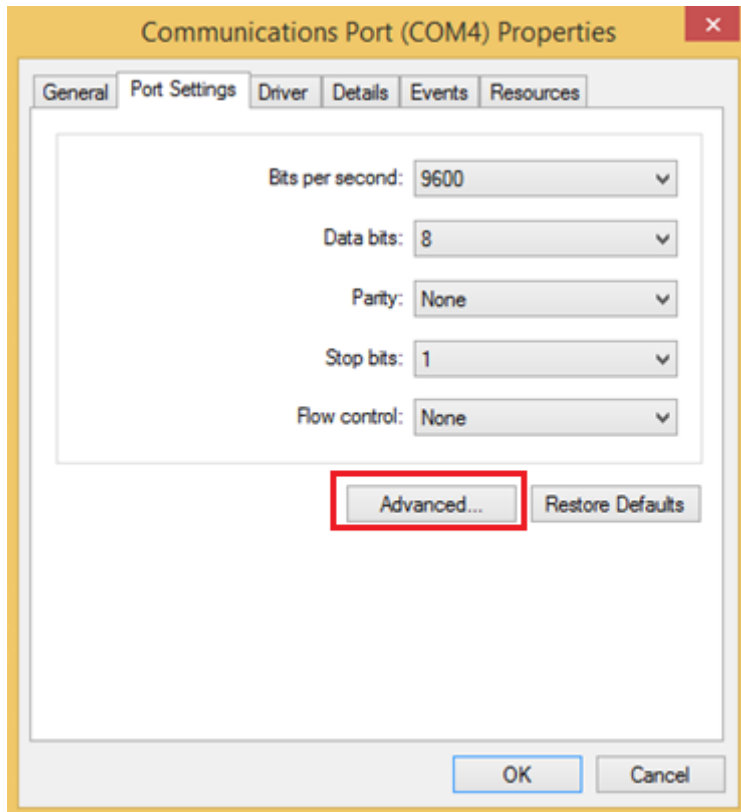 Communications Port (COM4) Properties
General Port Settings Driver Details Events Resources
Bits per second: 9600
Data bits: 8
Parity: None
Stop bits: 1
Flow control: None
Advanced... Restore Defaults
OK Cancel